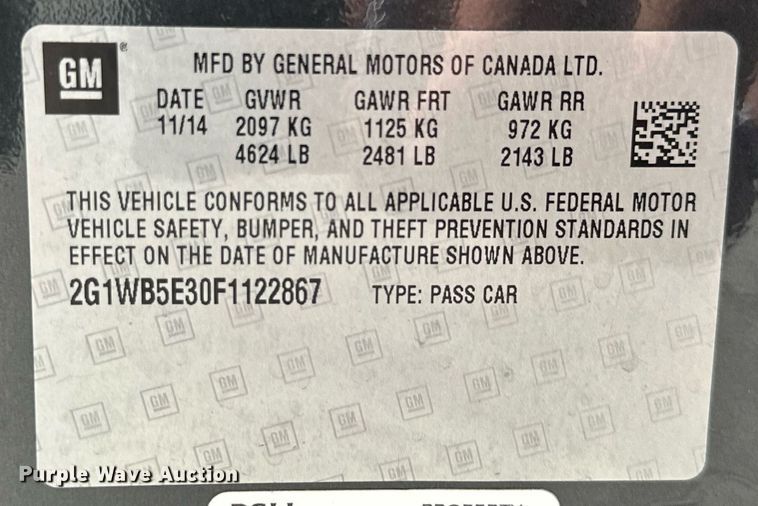 GM®
MFD BY GENERAL MOTORS OF CANADA LTD.
DATE GVWR GAWR FRT GAWR RR
11/14 2097 KG 1125 KG 972 KG
4624 LB 2481 LB 2143 LB
THIS VEHICLE CONFORMS TO ALL APPLICABLE U.S. FEDERAL MOTOR
VEHICLE SAFETY, BUMPER, AND THEFT PREVENTION STANDARDS IN
EFFECT ON THE DATE OF MANUFACTURE SHOWN ABOVE.
2G1WB5E30F1122867 TYPE: PASS CAR
Purple Wave Auction